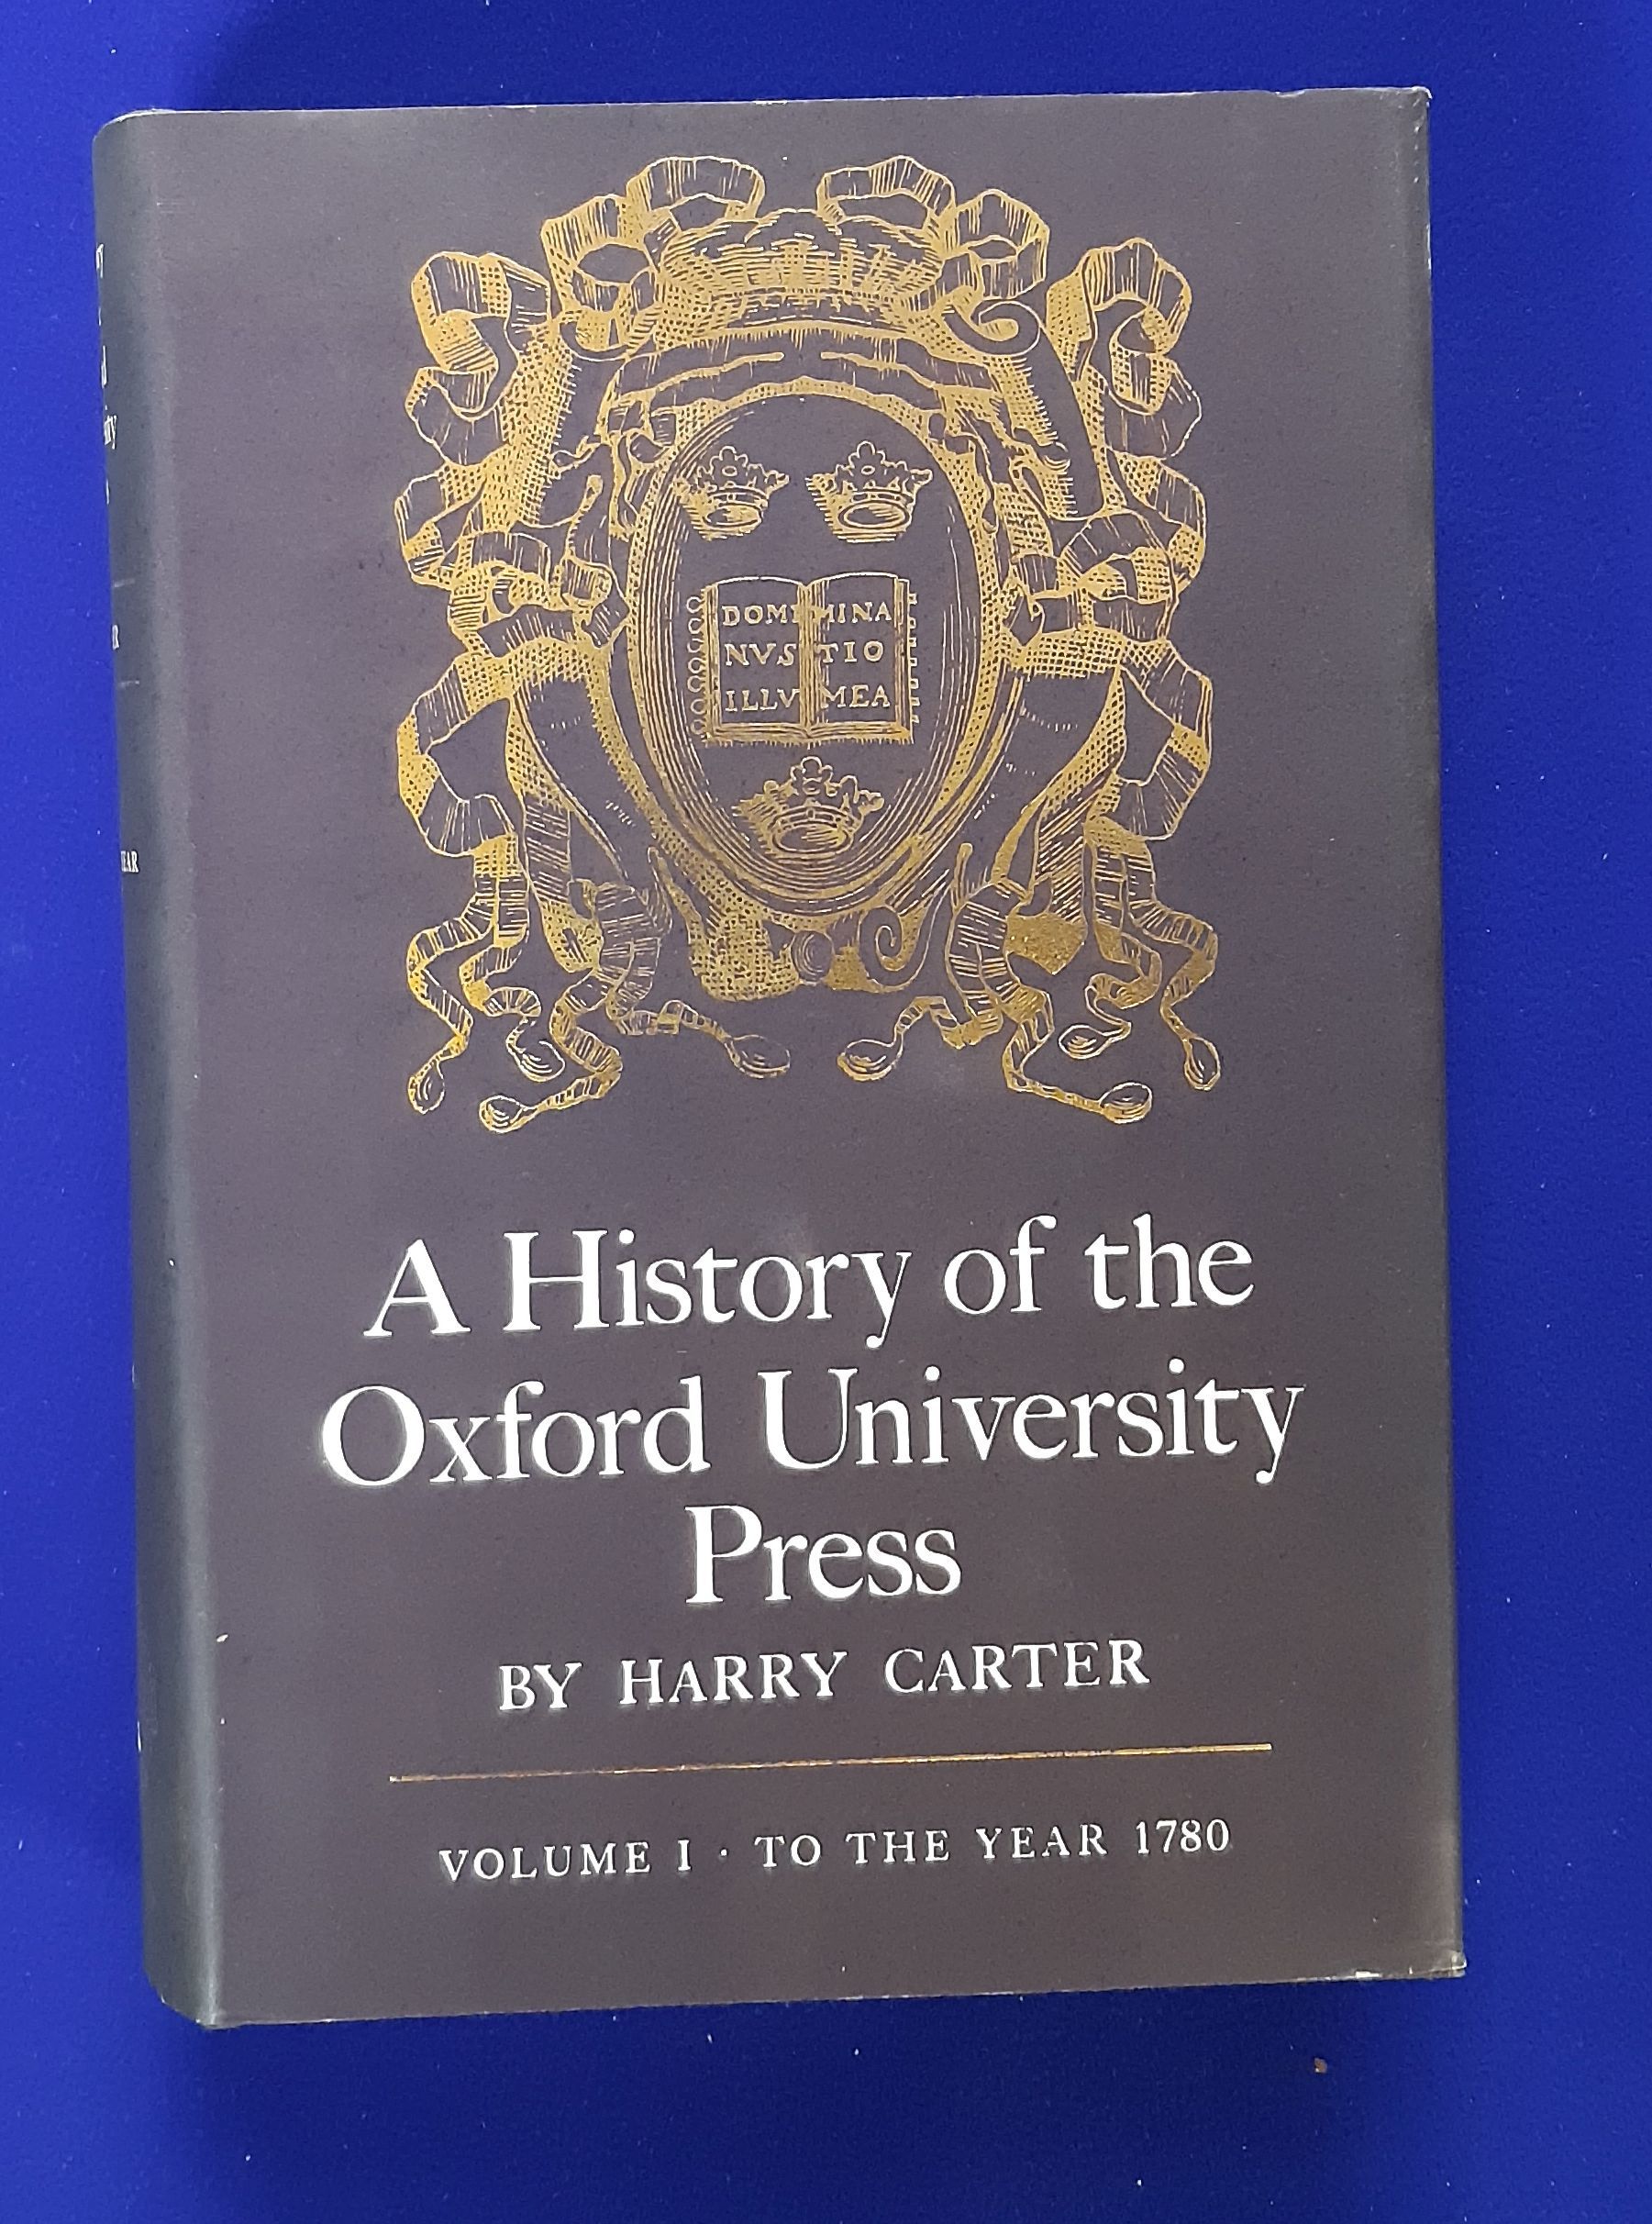 DOMI MINA
NVS TIO
ILLV MEA
A History of the
Oxford University
Press
BY HARRY CARTER
VOLUME I · TO THE YEAR 1780